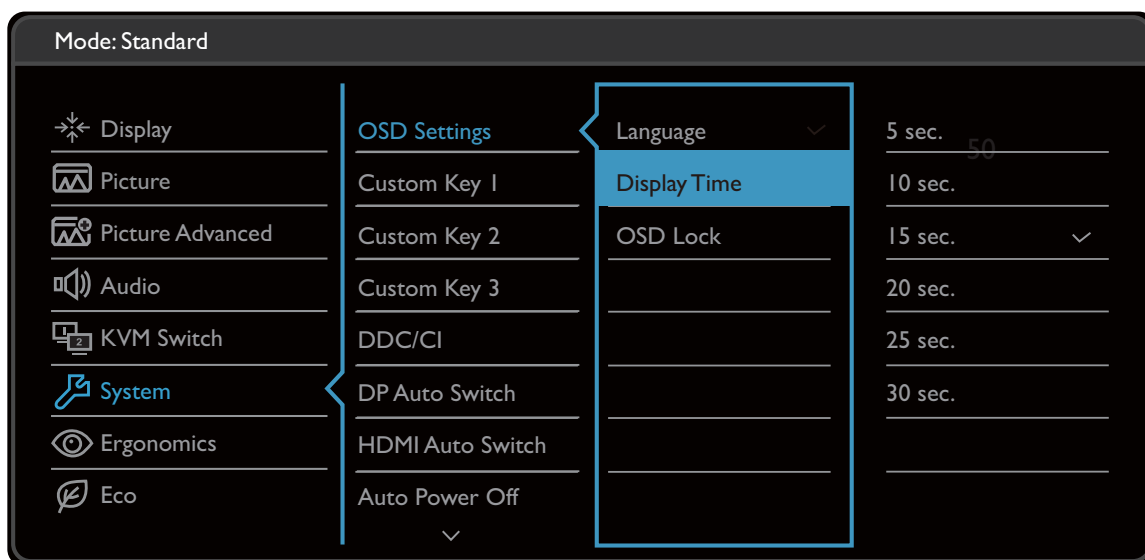 Mode: Standard
Display
Picture
Picture Advanced
Audio
KVM Switch
System
Ergonomics
Eco
OSD Settings
Custom Key 1
Custom Key 2
Custom Key 3
DDC/CI
DP Auto Switch
HDMI Auto Switch
Auto Power Off
Language
Display Time
OSD Lock
5 sec.
50
10 sec.
15 sec.
20 sec.
25 sec.
30 sec.
1
2